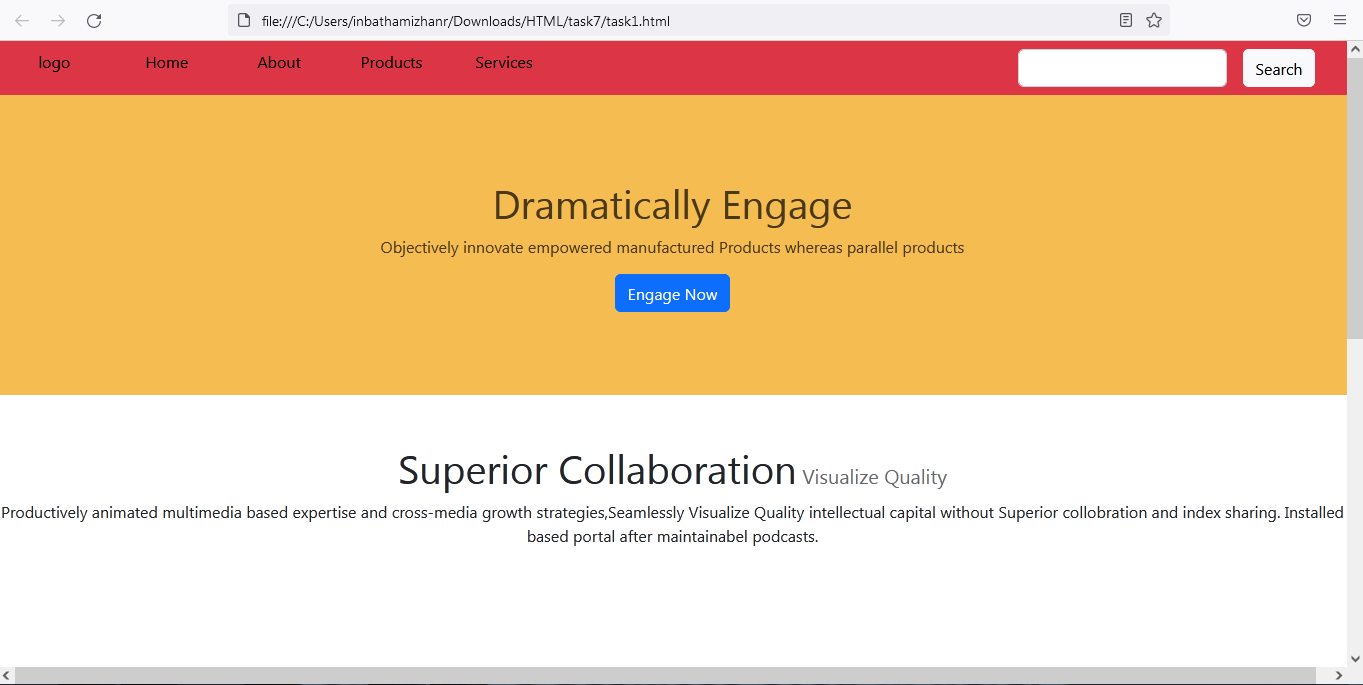 file:///C:/Users/inbathamizhanr/Downloads/HTML/task7/task1.html
logo Home About Products Services Search
Dramatically Engage
Objectively innovate empowered manufactured Products whereas parallel products
Engage Now
Superior Collaboration Visualize Quality
Productively animated multimedia based expertise and cross-media growth strategies,Seamlessly Visualize Quality intellectual capital without Superior collobration and index sharing. Installed
based portal after maintainabel podcasts.